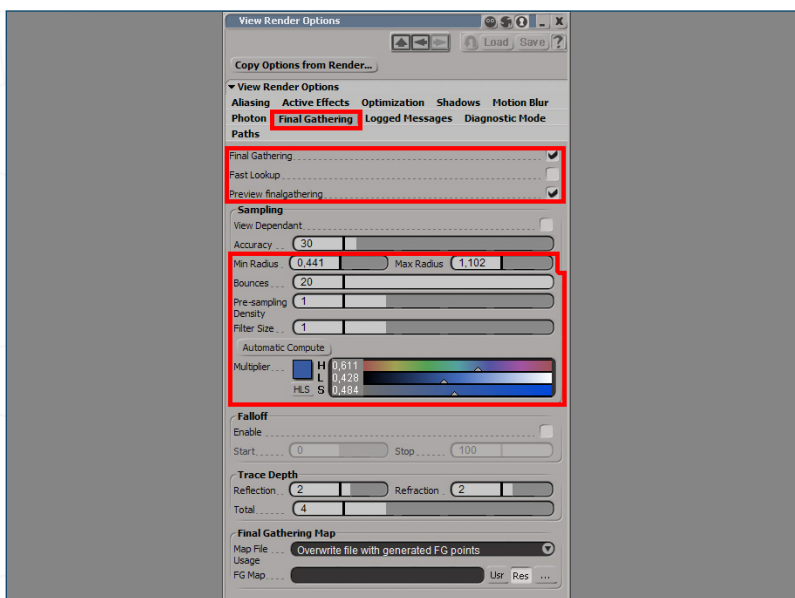 View Render Options
Load Save ?
Copy Options from Render...
View Render Options
Aliasing Active Effects Optimization Shadows Motion Blur
Photon Final Gathering Logged Messages Diagnostic Mode
Paths
Final Gathering
Fast Lookup
Preview finalgathering
Sampling
View Dependant
Accuracy 30
Min Radius 0,441 Max Radius 1,102
Bounces 20
Pre-sampling 1
Density
Filter Size 1
Automatic Compute
Multiplier H 0,611
L 0,428
HLS S 0,484
Falloff
Enable
Start 0 Stop 100
Trace Depth
Reflection 2 Refraction 2
Total 4
Final Gathering Map
Map File Overwrite file with generated FG points
Usage
FG Map Usr Res ...